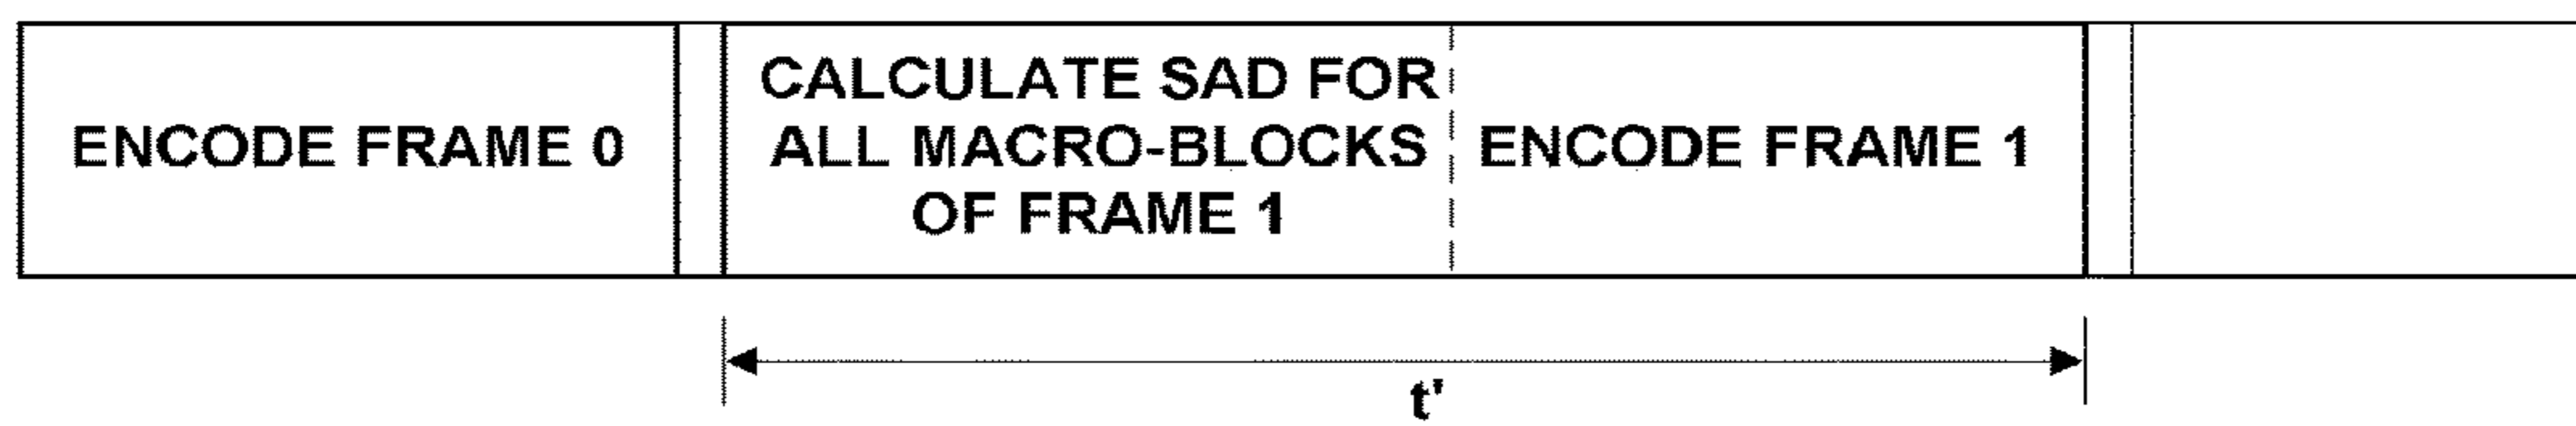 ENCODE FRAME 0
CALCULATE SAD FOR
ALL MACRO-BLOCKS
OF FRAME 1
ENCODE FRAME 1
t'